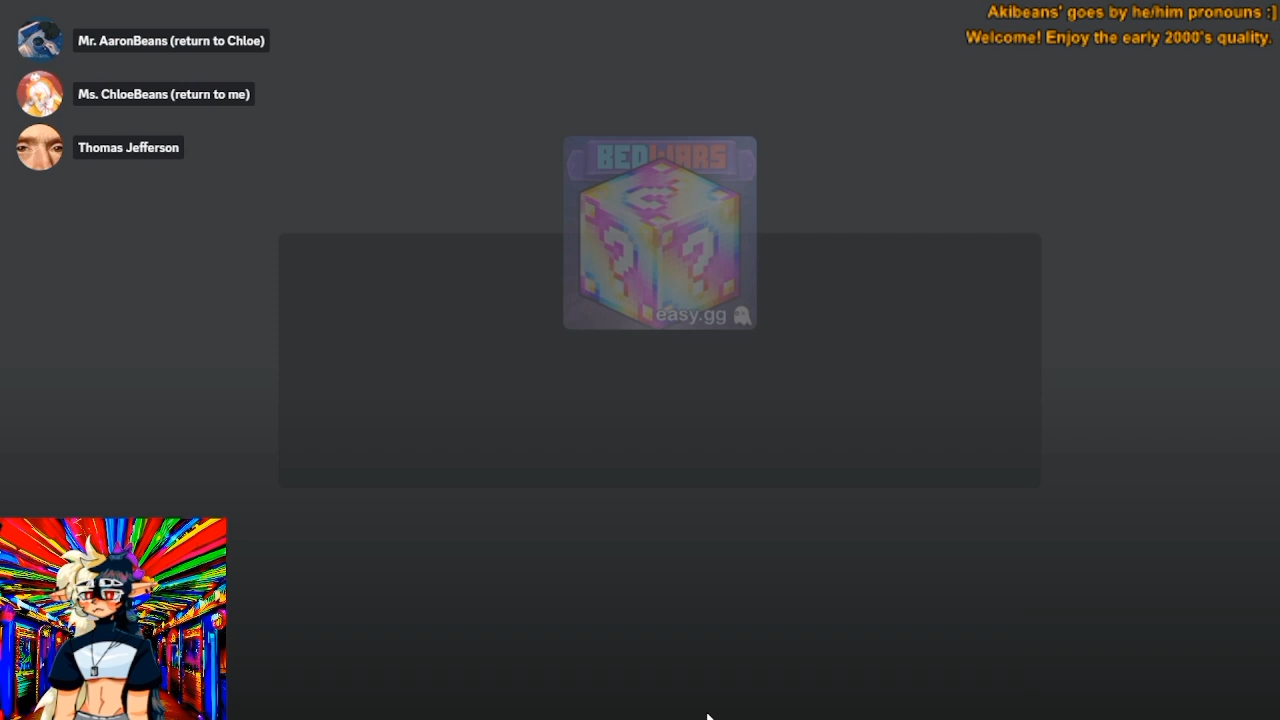 Akibeans' goes by he/him pronouns :]
Welcome! Enjoy the early 2000's quality.
Mr. AaronBeans (return to Chloe)
Ms. ChloeBeans (return to me)
Thomas Jefferson
BEDWARS
? ?
easy.gg